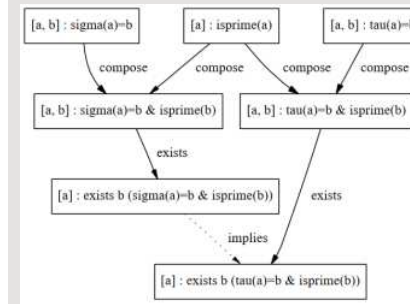 [a, b] : sigma(a)=b
[a] : isprime(a)
[a, b] : tau(a)=
compose
compose
compose
compose
[a, b] : sigma(a)=b & isprime(b)
[a, b] : tau(a)=b & isprime(b)
exists
exists
[a] : exists b (sigma(a)=b & isprime(b))
implies
[a] : exists b (tau(a)=b & isprime(b))